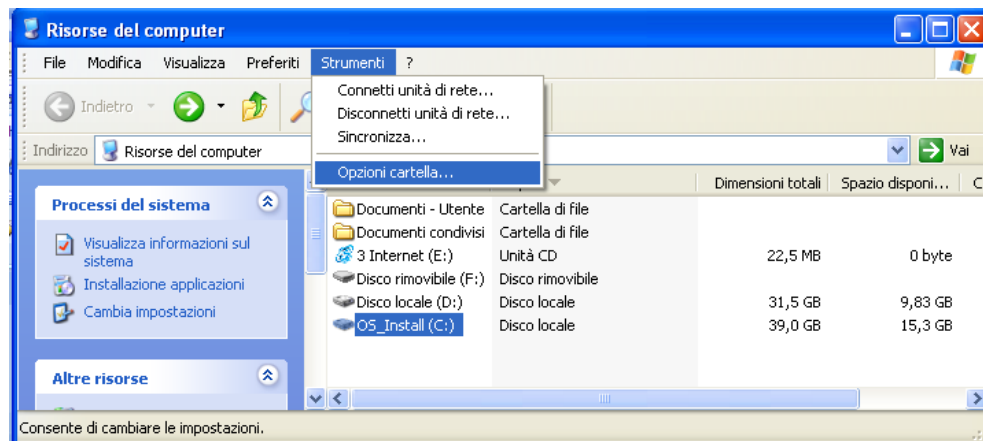 Risorse del computer
File Modifica Visualizza Preferiti Strumenti ?
Connetti unità di rete...
Disconnetti unità di rete...
Sincronizza...
Opzioni cartella...
Indietro
Indirizzo Risorse del computer Vai
Dimensioni totali Spazio disponi... C
Processi del sistema
Visualizza informazioni sul
sistema
Installazione applicazioni
Cambia impostazioni
Altre risorse
Documenti - Utente Cartella di file
Documenti condivisi Cartella di file
3 Internet (E:) Unità CD 22,5 MB 0 byte
Disco rimovibile (F:) Disco rimovibile
Disco locale (D:) Disco locale 31,5 GB 9,83 GB
OS_Install (C:) Disco locale 39,0 GB 15,3 GB
Consente di cambiare le impostazioni.